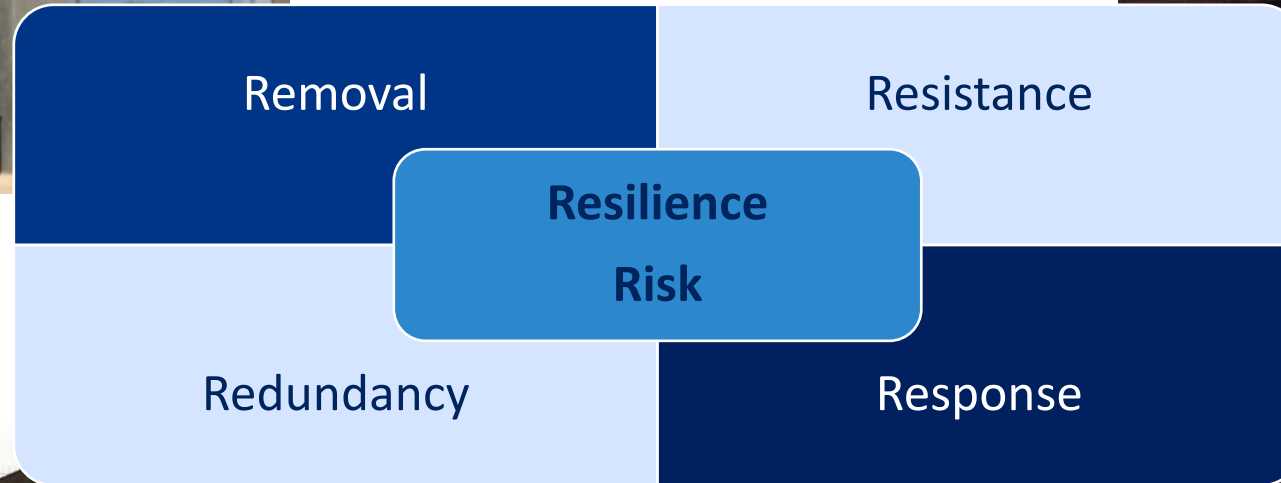 Removal
Resistance
Resilience
Risk
Redundancy
Response